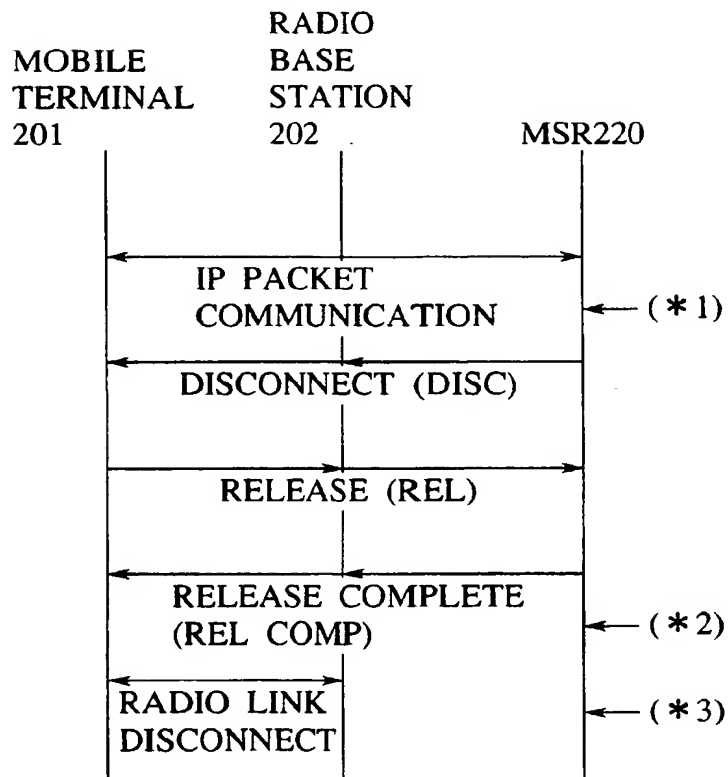 MOBILE
TERMINAL
201
RADIO
BASE
STATION
202
MSR220
IP PACKET
COMMUNICATION
(*1)
DISCONNECT (DISC)
RELEASE (REL)
RELEASE COMPLETE
(REL COMP)
(*2)
RADIO LINK
DISCONNECT
(*3)